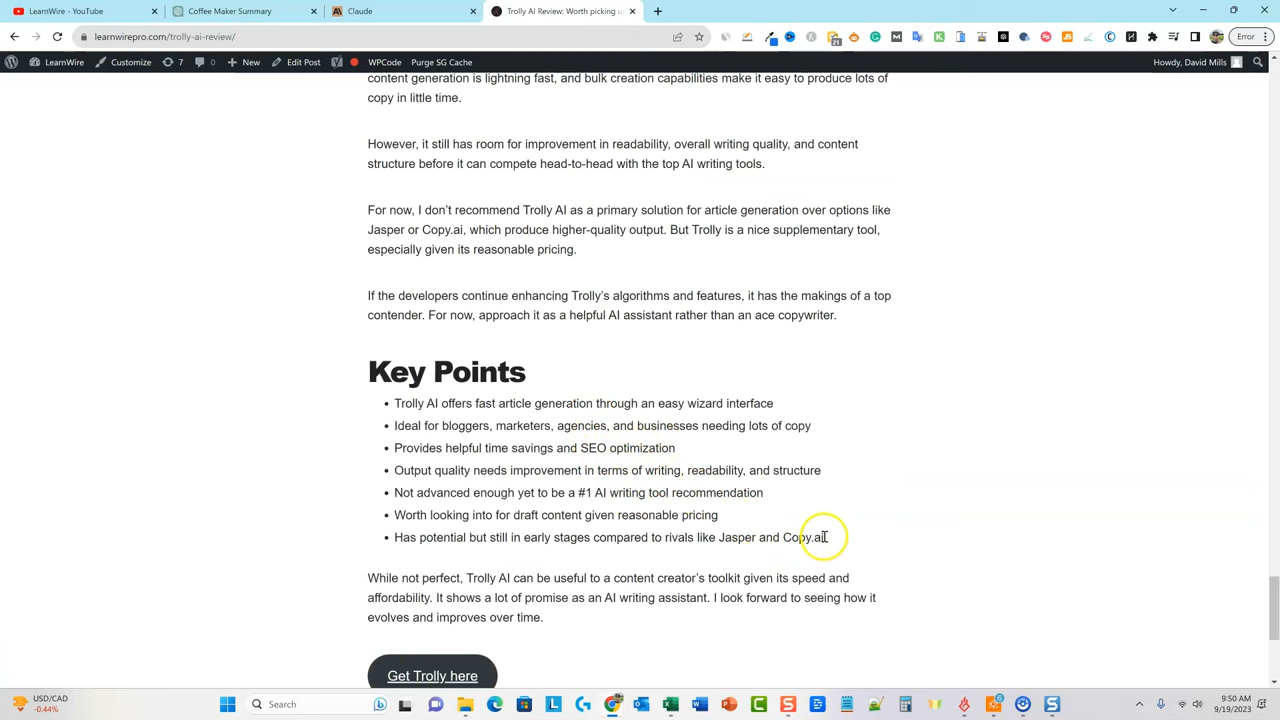 LearnWire - YouTube
Coffee Maker Summary
Claude
Trolly AI Review: Worth picking u
learnwirepro.com/trolly-ai-review/
21
Error
LearnWire
Customize
7
0
New
Edit Post
WPCode
Purge SG Cache
Howdy, David Mills
content generation is lightning fast, and bulk creation capabilities make it easy to produce lots of
copy in little time.
However, it still has room for improvement in readability, overall writing quality, and content
structure before it can compete head-to-head with the top AI writing tools.
For now, I don't recommend Trolly AI as a primary solution for article generation over options like
Jasper or Copy.ai, which produce higher-quality output. But Trolly is a nice supplementary tool,
especially given its reasonable pricing.
If the developers continue enhancing Trolly's algorithms and features, it has the makings of a top
contender. For now, approach it as a helpful AI assistant rather than an ace copywriter.
Key Points
• Trolly AI offers fast article generation through an easy wizard interface
• Ideal for bloggers, marketers, agencies, and businesses needing lots of copy
• Provides helpful time savings and SEO optimization
• Output quality needs improvement in terms of writing, readability, and structure
• Not advanced enough yet to be a #1 AI writing tool recommendation
• Worth looking into for draft content given reasonable pricing
• Has potential but still in early stages compared to rivals like Jasper and Copy.ai
While not perfect, Trolly AI can be useful to a content creator's toolkit given its speed and
affordability. It shows a lot of promise as an AI writing assistant. I look forward to seeing how it
evolves and improves over time.
Get Trolly here
USD/CAD
-0.44%
Search
9:50 AM
9/19/2023